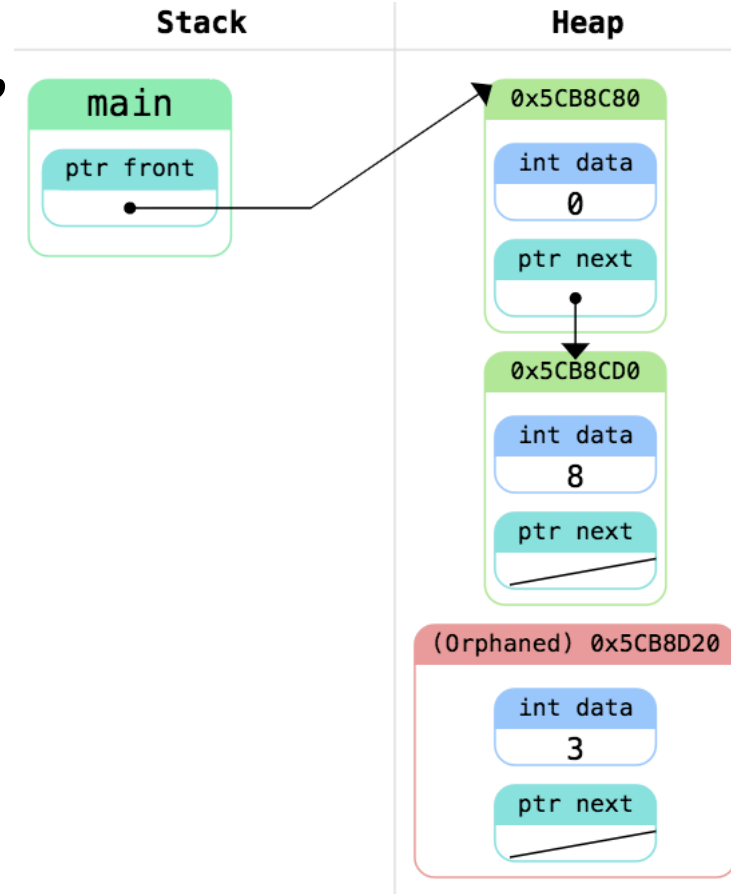 Stack
Heap
,
main
ptr front
0x5CB8C80
int data
0
ptr next
0x5CB8CD0
int data
8
ptr next
(Orphaned) 0x5CB8D20
int data
3
ptr next